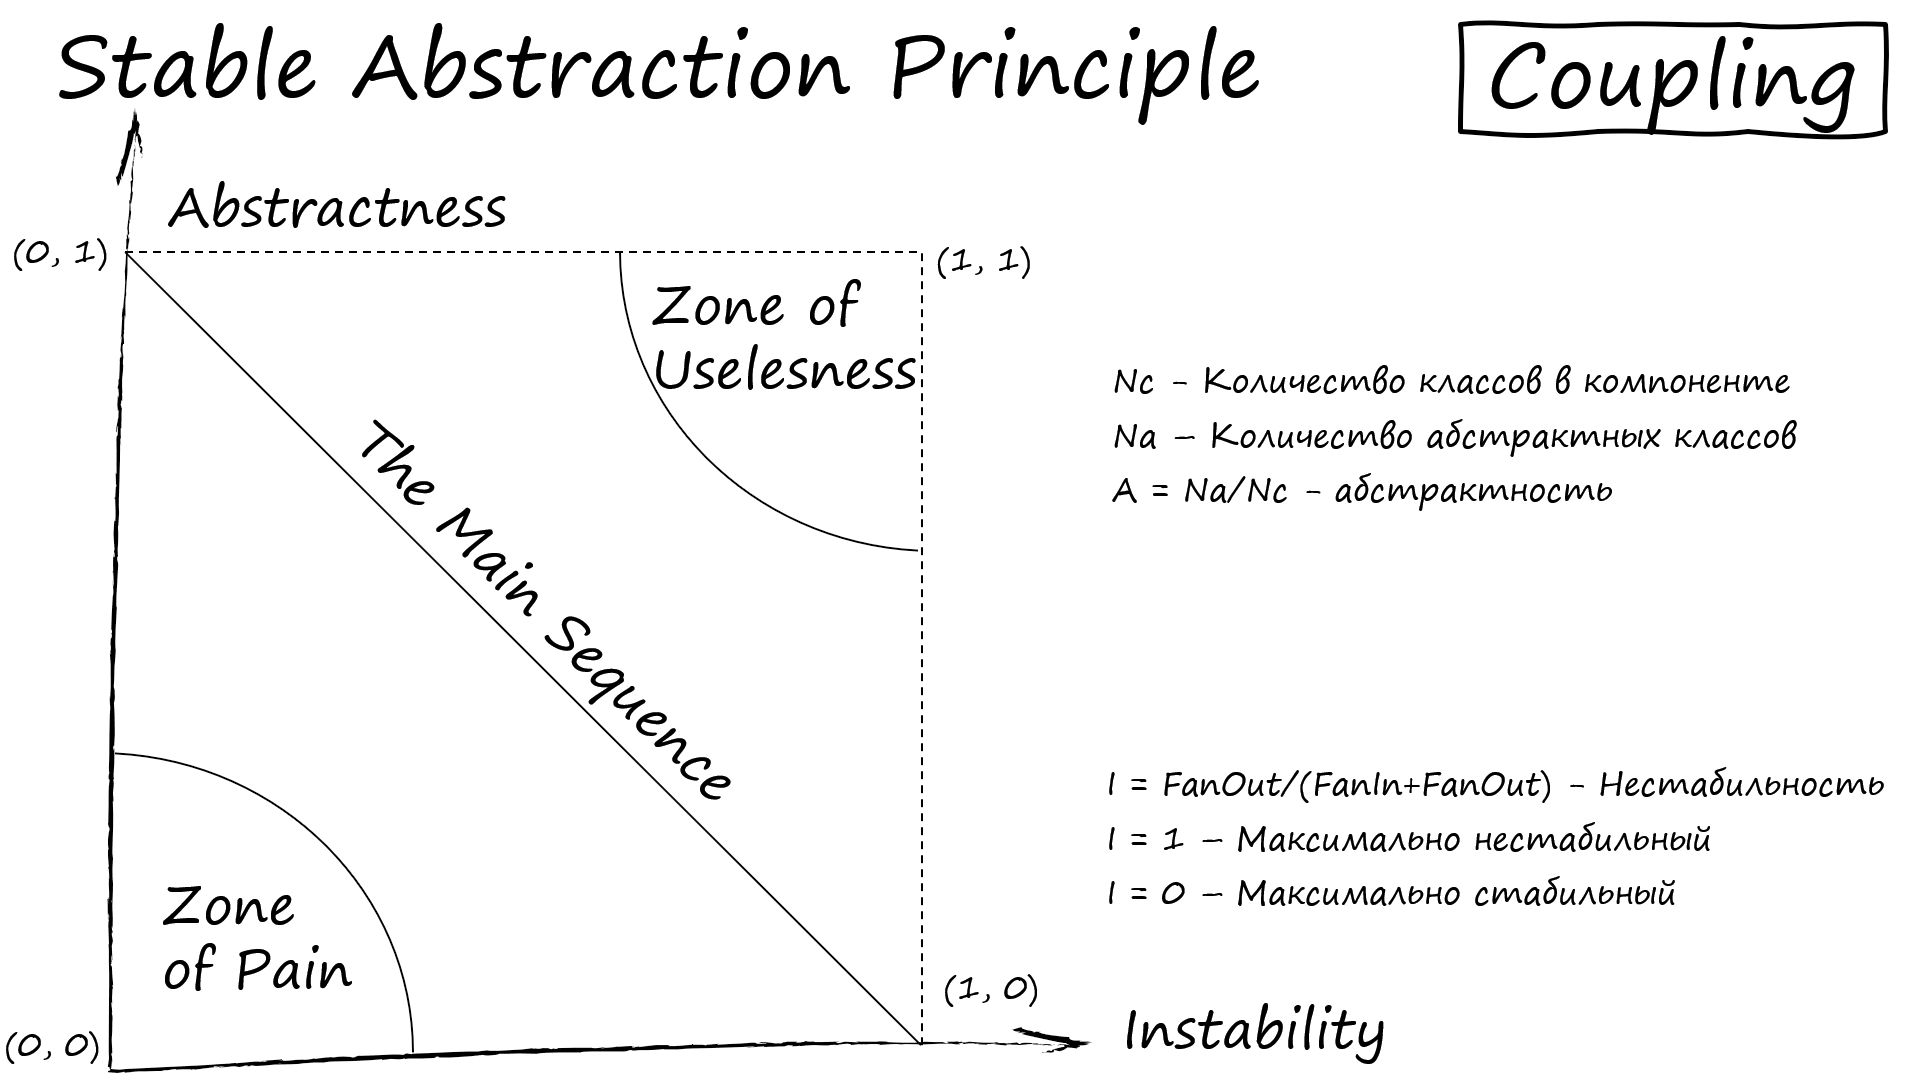 Stable Abstraction Principle
Coupling
Abstractness
(0, 1)
(1, 1)
Zone of
Uselesness
The Main Sequence
Zone
of Pain
(0, 0)
(1, 0)
Instability
Nc - Количество классов в компоненте
Na – Количество абстрактных классов
A = Na/Nc - абстрактность
I = FanOut/(FanIn+FanOut) - Нестабильность
I = 1 – Максимально нестабильный
I = 0 – Максимально стабильный